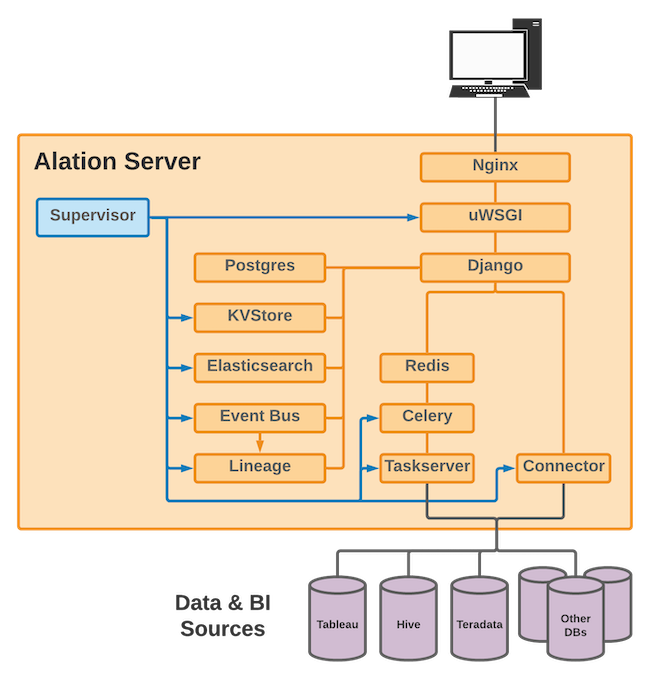 Alation Server
Nginx
Supervisor
uWSGI
Postgres
Django
KVStore
Elasticsearch
Redis
Event Bus
Celery
Lineage
Taskserver
Connector
Data & BI
Sources
Tableau
Hive
Teradata
Other
DBs